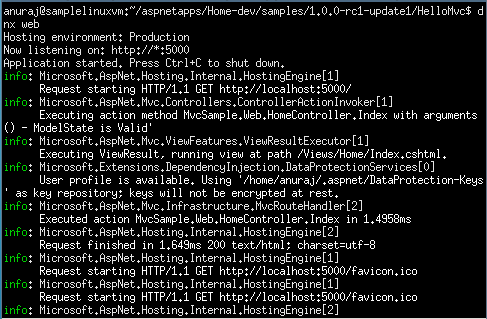 anuraj@samplelinuxvm:~/aspnetapps/Home-dev/samples/1.0.0-rc1-update1/HelloMvc$ d
nx web
Hosting environment: Production
Now listening on: http://*:5000
Application started. Press Ctrl+C to shut down.
info: Microsoft.AspNet.Hosting.Internal.HostingEngine[1]
Request starting HTTP/1.1 GET http://localhost:5000/
info: Microsoft.AspNet.Mvc.Controllers.ControllerActionInvoker[1]
Executing action method MvcSample.Web.HomeController.Index with arguments
() - ModelState is Valid'
info: Microsoft.AspNet.Mvc.ViewFeatures.ViewResultExecutor[1]
Executing ViewResult, running view at path /Views/Home/Index.cshtml.
info: Microsoft.Extensions.DependencyInjection.DataProtectionServices[0]
User profile is available. Using '/home/anuraj/.aspnet/DataProtection-Keys
' as key repository; keys will not be encrypted at rest.
info: Microsoft.AspNet.Mvc.Infrastructure.MvcRouteHandler[2]
Executed action MvcSample.Web.HomeController.Index in 1.4958ms
info: Microsoft.AspNet.Hosting.Internal.HostingEngine[2]
Request finished in 1.649ms 200 text/html; charset=utf-8
info: Microsoft.AspNet.Hosting.Internal.HostingEngine[1]
Request starting HTTP/1.1 GET http://localhost:5000/favicon.ico
info: Microsoft.AspNet.Hosting.Internal.HostingEngine[1]
Request starting HTTP/1.1 GET http://localhost:5000/favicon.ico
info: Microsoft.AspNet.Hosting.Internal.HostingEngine[2]